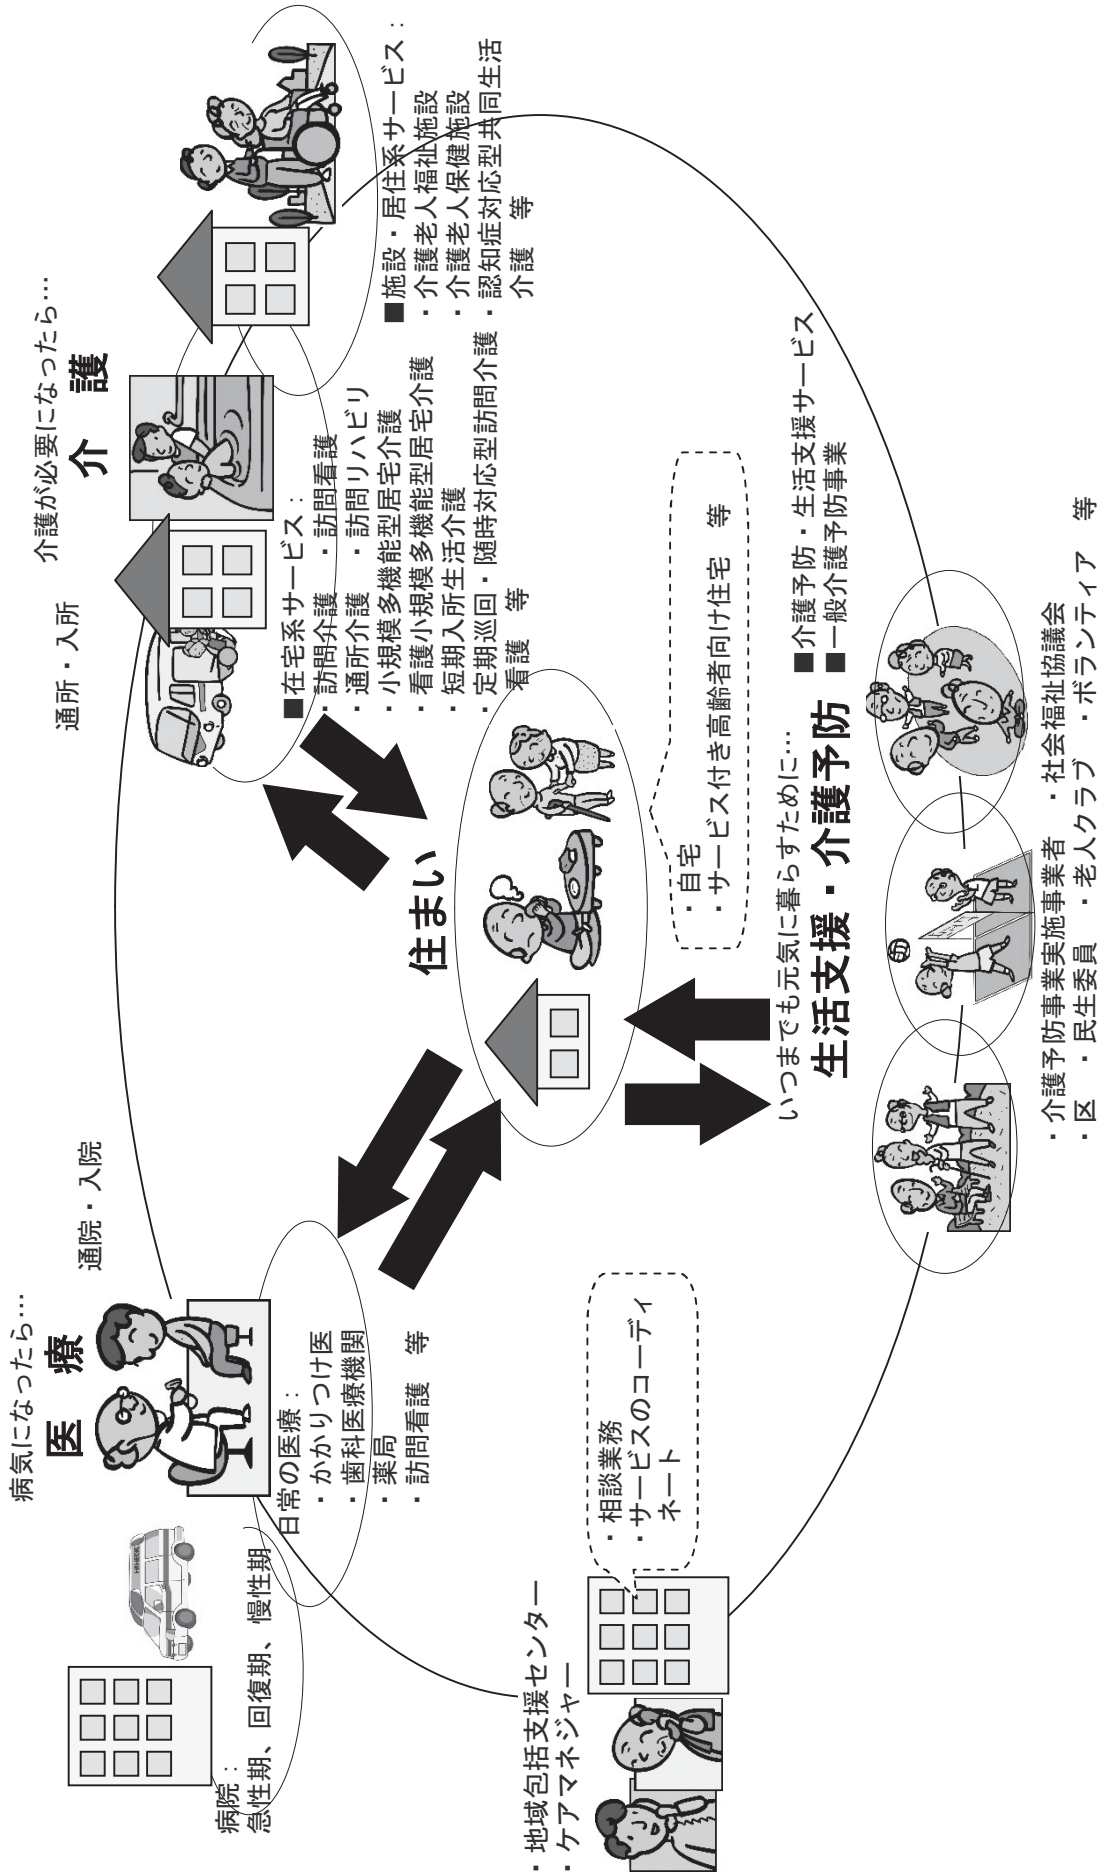 病気になったら…
医　療
通院・入院
病院：
急性期、回復期、慢性期
日常の医療：
・かかりつけ医
・歯科医療機関
・薬局
・訪問看護　等
介護が必要になったら…
介　護
通所・入所
■在宅系サービス：
・訪問介護　・訪問看護
・通所介護　・訪問リハビリ
・小規模多機能型居宅介護
・看護小規模多機能型居宅介護
・短期入所生活介護
・定期巡回・随時対応型訪問介護
看護　等
■施設・居住系サービス：
・介護老人福祉施設
・介護老人保健施設
・認知症対応型共同生活
介護　等
住まい
・自宅
・サービス付き高齢者向け住宅　等
・地域包括支援センター
・ケアマネジャー
・相談業務
・サービスのコーディ
ネート
いつまでも元気に暮らすために…
生活支援・介護予防
■介護予防・生活支援サービス
■一般介護予防事業
・介護予防事業実施事業者　・社会福祉協議会
・区　・民生委員　・老人クラブ　・ボランティア　等